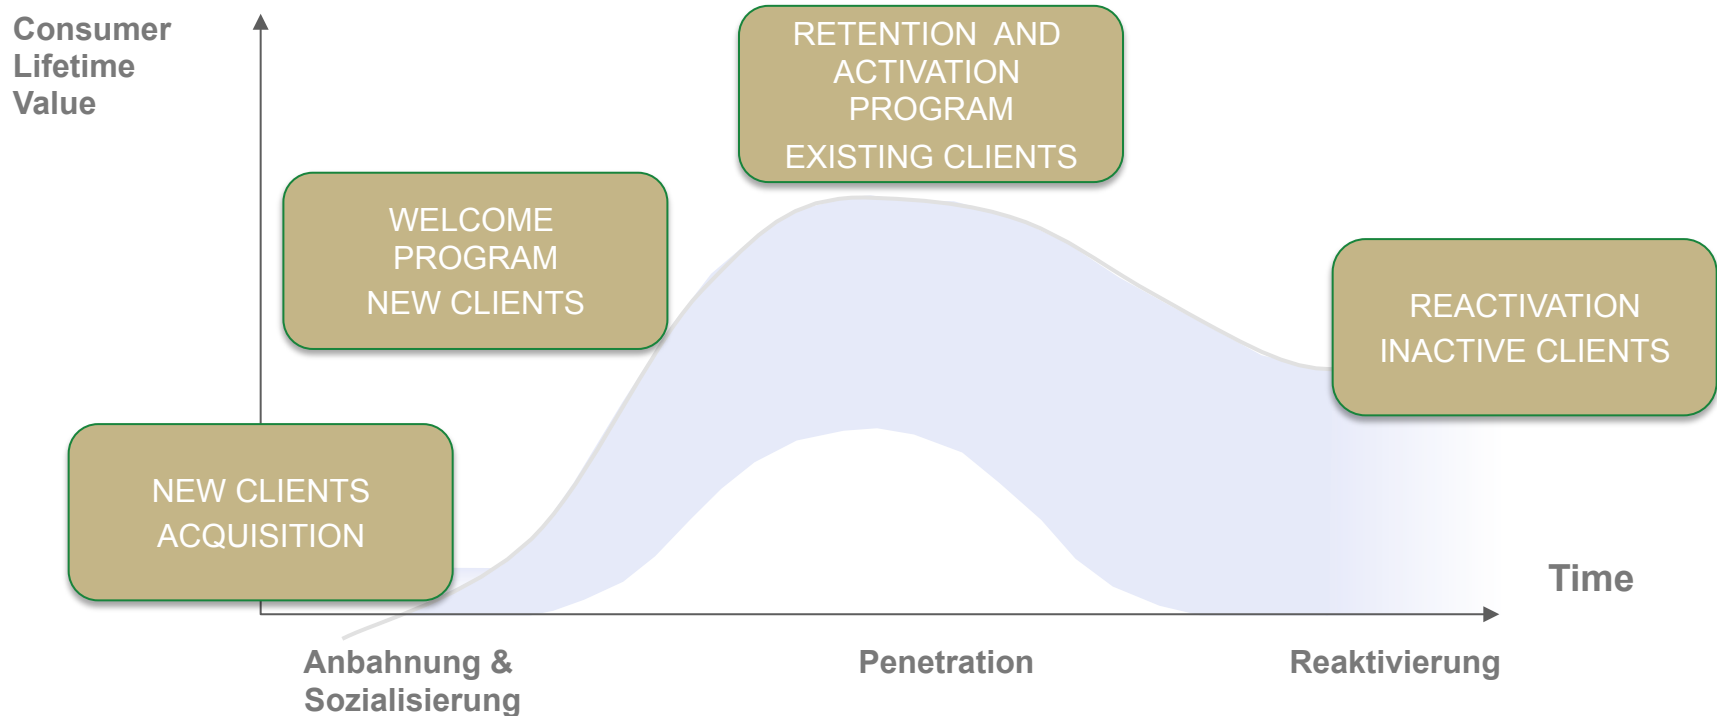 Consumer
Lifetime
Value
RETENTION AND
ACTIVATION
PROGRAM
EXISTING CLIENTS
WELCOME
PROGRAM
NEW CLIENTS
REACTIVATION
INACTIVE CLIENTS
NEW CLIENTS
ACQUISITION
Time
Anbahnung &
Sozialisierung
Penetration
Reaktivierung